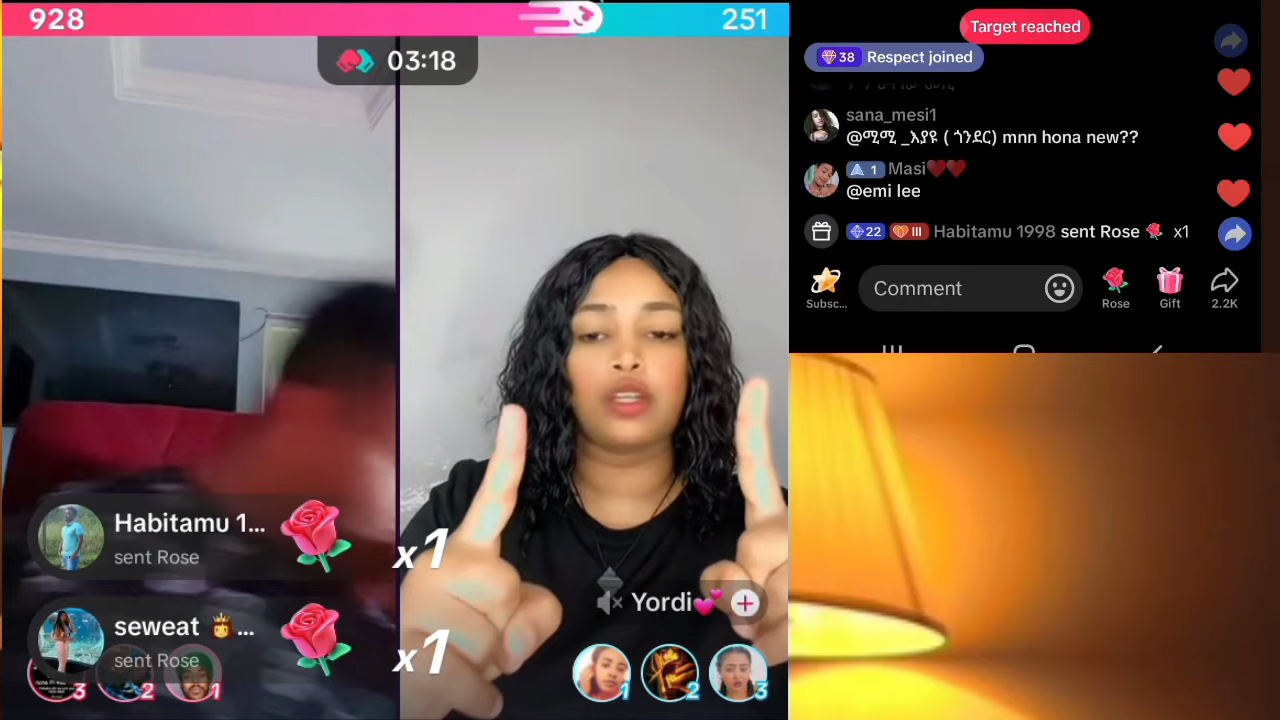 928
251
03:18
Habitamu 1...
sent Rose
x1
seweat 👸...
sent Rose
x1
3
2
1
Yordi💕
1
2
3
Target reached
38 Respect joined
sana_mesi1
@ሚሚ _እያዩ ( ጎንደር) mnn hona new??
1 Masi♥♥
@emi lee
22 III Habitamu 1998 sent Rose 🌹 x1
Subsc...
Comment
Rose
Gift
2.2K